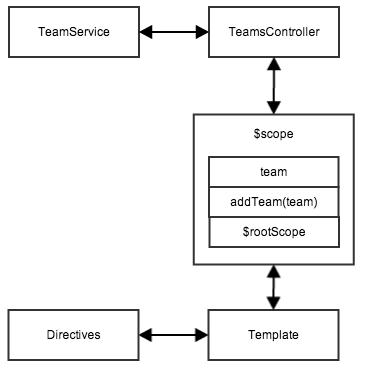 TeamService
TeamsController
$scope
team
addTeam(team)
$rootScope
Directives
Template